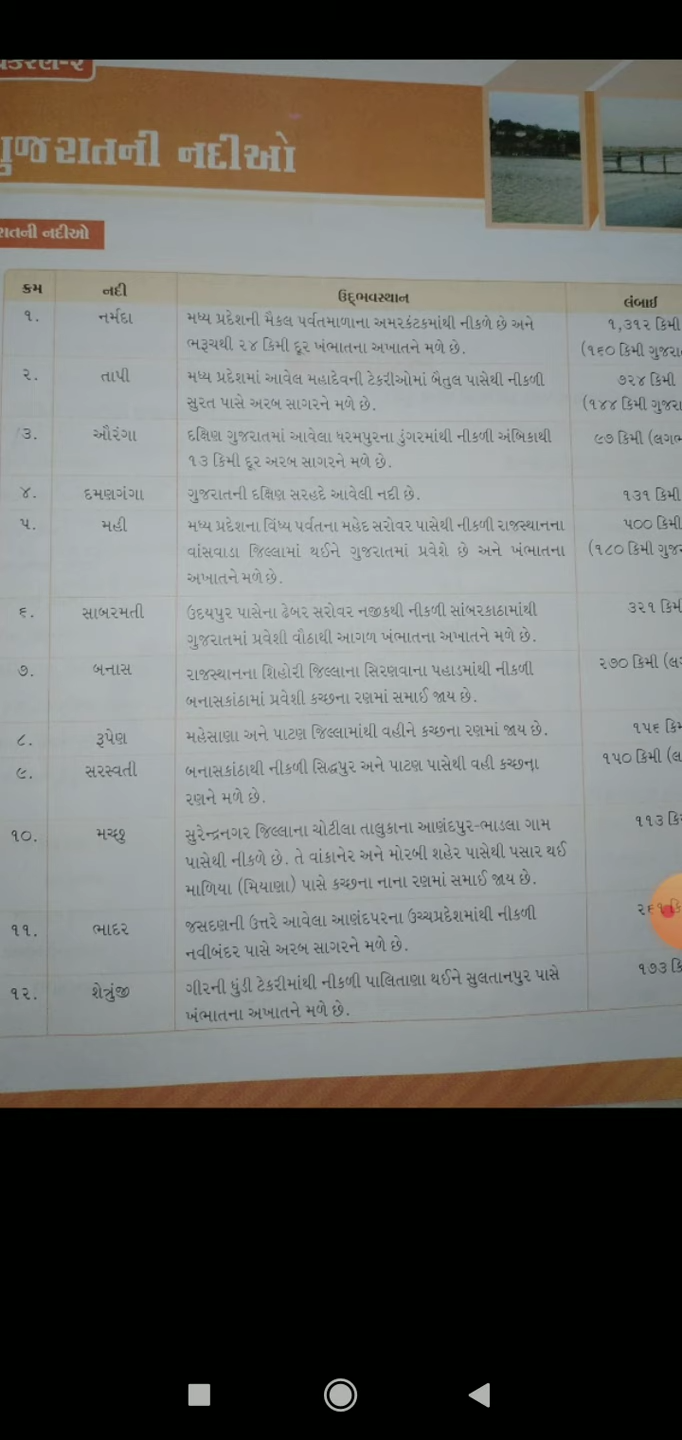 ગુજરાતની નદીઓ
નદીઓ
ક્રમ નદી ઉદ્‌ભવસ્થાન લંબાઈ
૧. નર્મદા મધ્ય પ્રદેશની મૈકલ પર્વતમાળાના અમરકંટકમાંથી નીકળે છે અને ૧,૩૧૨ કિમી
ભરૂચથી ૨૪ કિમી દૂર ખંભાતના અખાતને મળે છે. (૧૬૦ કિમી
૨. તાપી મધ્ય પ્રદેશમાં આવેલ મહાદેવની ટેકરીઓમાં બૈતુલ પાસેથી નીકળી ૭૨૪ કિમી
સુરત પાસે અરબ સાગરને મળે છે. (૧૪૪ કિમી
૩. ઔરંગા દક્ષિણ ગુજરાતમાં આવેલા ધરમપુરના ડુંગરમાંથી નીકળી અંબિકાથી ૯૭ કિમી
૧૩ કિમી દૂર અરબ સાગરને મળે છે.
૪. દમણગંગા ગુજરાતની દક્ષિણ સરહદે આવેલી નદી છે. ૧૩૧ કિમી
૫. મહી મધ્ય પ્રદેશના વિંધ્ય પર્વતના મહેદ સરોવર પાસેથી નીકળી રાજસ્થાનના ૫૦૦ કિમી
વાંસવાડા જિલ્લામાં થઈને ગુજરાતમાં પ્રવેશે છે અને ખંભાતના (૧૮૦ કિમી
અખાતને મળે છે.
૬. સાબરમતી ઉદયપુર પાસેના ઢેબર સરોવર નજીકથી નીકળી સાંબરકાઠામાંથી ૩૨૧
ગુજરાતમાં પ્રવેશી વૌઠાથી આગળ ખંભાતના અખાતને મળે છે.
૭. બનાસ રાજસ્થાનના શિહોરી જિલ્લાના સિરણવાના પહાડમાંથી નીકળી ૨૭૦ કિમી
બનાસકાંઠામાં પ્રવેશી કચ્છના રણમાં સમાઈ જાય છે.
૮. રૂપેણ મહેસાણા અને પાટણ જિલ્લામાંથી વહીને કચ્છના રણમાં જાય છે. ૧૫૬
૯. સરસ્વતી બનાસકાંઠાથી નીકળી સિદ્ધપુર અને પાટણ પાસેથી વહી કચ્છના ૧૫૦ કિમી
રણને મળે છે.
૧૦. મચ્છુ સુરેન્દ્રનગર જિલ્લાના ચોટીલા તાલુકાના આણંદપુર-ભાડલા ગામ ૧૧૩
પાસેથી નીકળે છે. તે વાંકાનેર અને મોરબી શહેર પાસેથી પસાર થઈ
માળિયા (મિયાણા) પાસે કચ્છના નાના રણમાં સમાઈ જાય છે.
૧૧. ભાદર જસદણની ઉત્તરે આવેલા આણંદપરના ઉચ્ચપ્રદેશમાંથી નીકળી
નવીબંદર પાસે અરબ સાગરને મળે છે.
૧૨. શેત્રુંજી ગીરની ધુંડી ટેકરીમાંથી નીકળી પાલિતાણા થઈને સુલતાનપુર પાસે ૧૭૩
ખંભાતના અખાતને મળે છે.